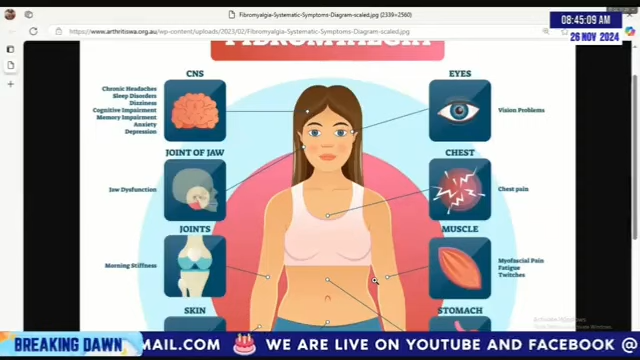 Fibromyalgia-Systematic-Symptoms-Diagram-scaled.jpg (2339×2560)
https://www.arthritiswa.org.au/wp-content/uploads/2023/02/Fibromyalgia-Systematic-Symptoms-Diagram-scaled.jpg
08:45:09 AM
26 NOV 2024
CNS
Chronic Headaches
Sleep Disorders
Dizziness
Cognitive Impairment
Memory Impairment
Anxiety
Depression
EYES
Vision Problems
JOINT OF JAW
Jaw Dysfunction
CHEST
Chest pain
JOINTS
Morning Stiffness
MUSCLE
Myofascial Pain
Fatigue
Twitches
SKIN
STOMACH
Activate Windows
BREAKING DAWN
MAIL.COM
WE ARE LIVE ON YOUTUBE AND FACEBOOK @